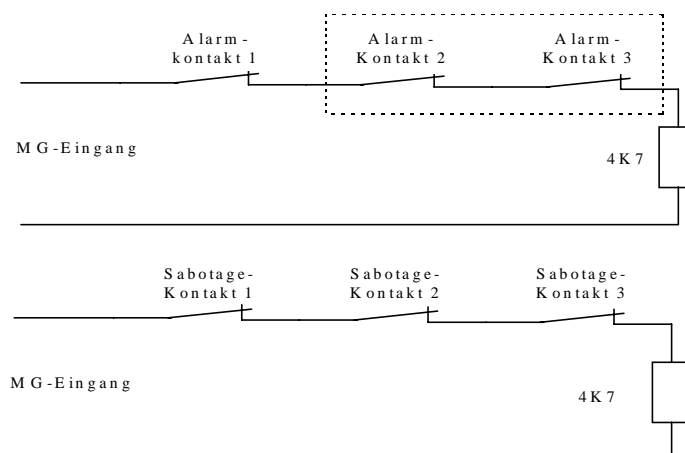 Alarm-
kontakt 1
Alarm-
Kontakt 2
Alarm-
Kontakt 3
MG-Eingang
4K7
Sabotage-
Kontakt 1
Sabotage-
Kontakt 2
Sabotage-
Kontakt 3
MG-Eingang
4K7